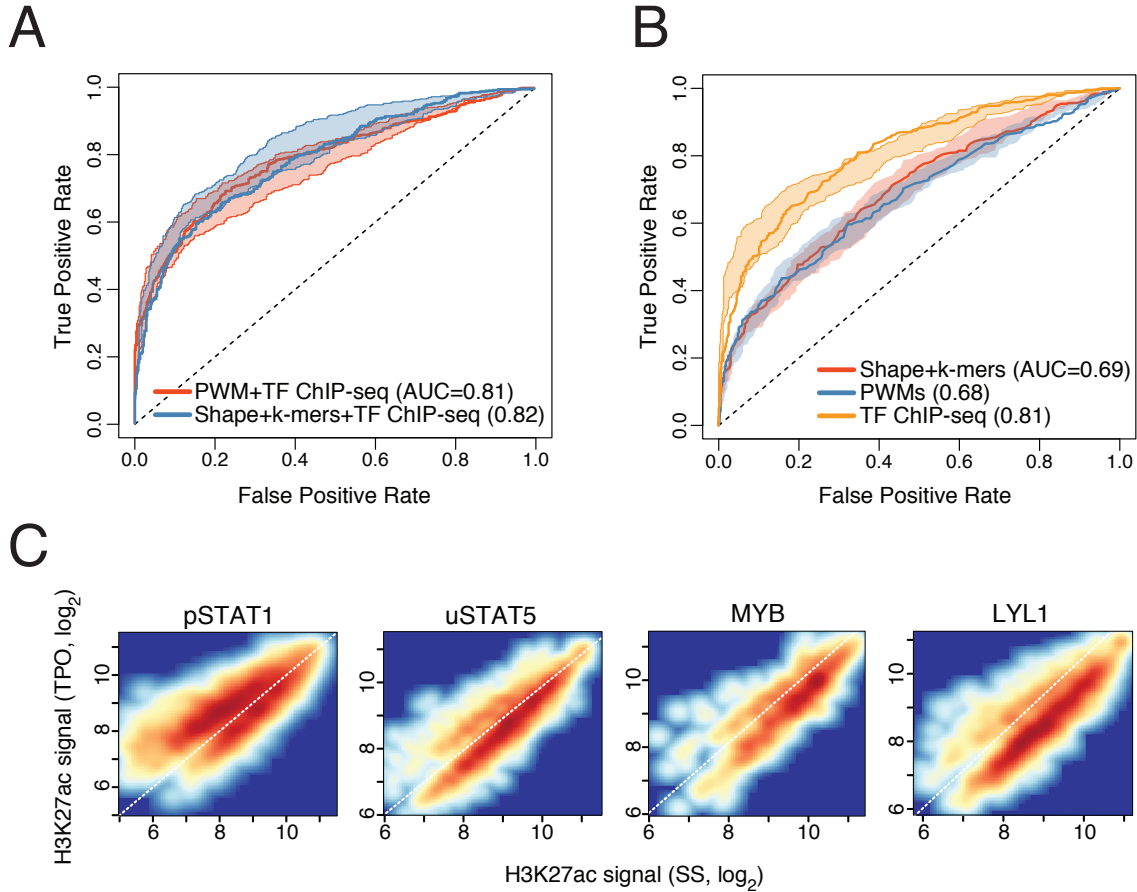 A
B
True Positive Rate
1.0
0.8
0.6
0.4
0.2
0.0
PWM+TF ChIP-seq (AUC=0.81)
Shape+k-mers+TF ChIP-seq (0.82)
0.0 0.2 0.4 0.6 0.8 1.0
False Positive Rate
True Positive Rate
1.0
0.8
0.6
0.4
0.2
0.0
Shape+k-mers (AUC=0.69)
PWMs (0.68)
TF ChIP-seq (0.81)
0.0 0.2 0.4 0.6 0.8 1.0
False Positive Rate
C
H3K27ac signal (TPO, log2)
pSTAT1
10
8
6
6 8 10
uSTAT5
10
8
6
6 8 10
MYB
10
8
6
6 8 10
LYL1
10
8
6
6 8 10
H3K27ac signal (SS, log2)